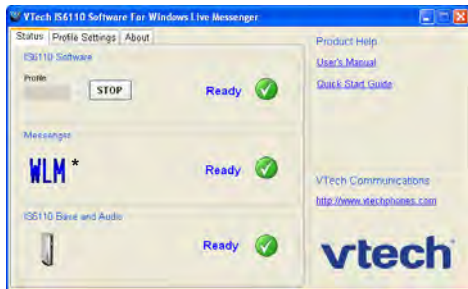 VTech IS6110 Software For Windows Live Messenger
Status
Profile Settings
About
IS6110 Software
Profile
STOP
Ready
Messenger
WLM *
Ready
IS6110 Base and Audio
Ready
Product Help
User's Manual
Quick Start Guide
VTech Communications
http://www.vtechphones.com
vtech